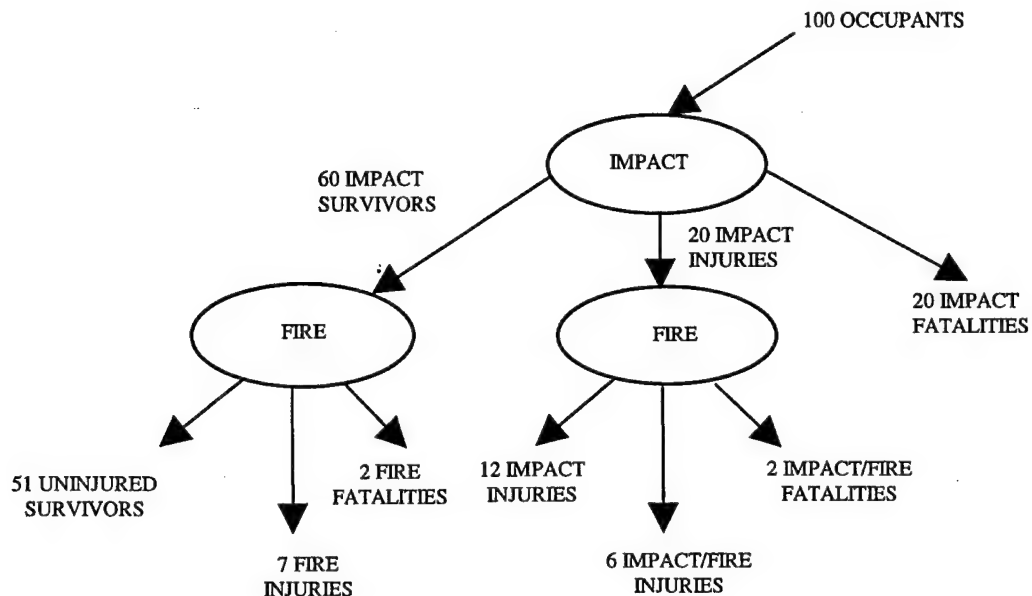 100 OCCUPANTS
IMPACT
60 IMPACT
SURVIVORS
20 IMPACT
INJURIES
20 IMPACT
FATALITIES
FIRE
FIRE
51 UNINJURED
SURVIVORS
7 FIRE
INJURIES
2 FIRE
FATALITIES
12 IMPACT
INJURIES
6 IMPACT/FIRE
INJURIES
2 IMPACT/FIRE
FATALITIES